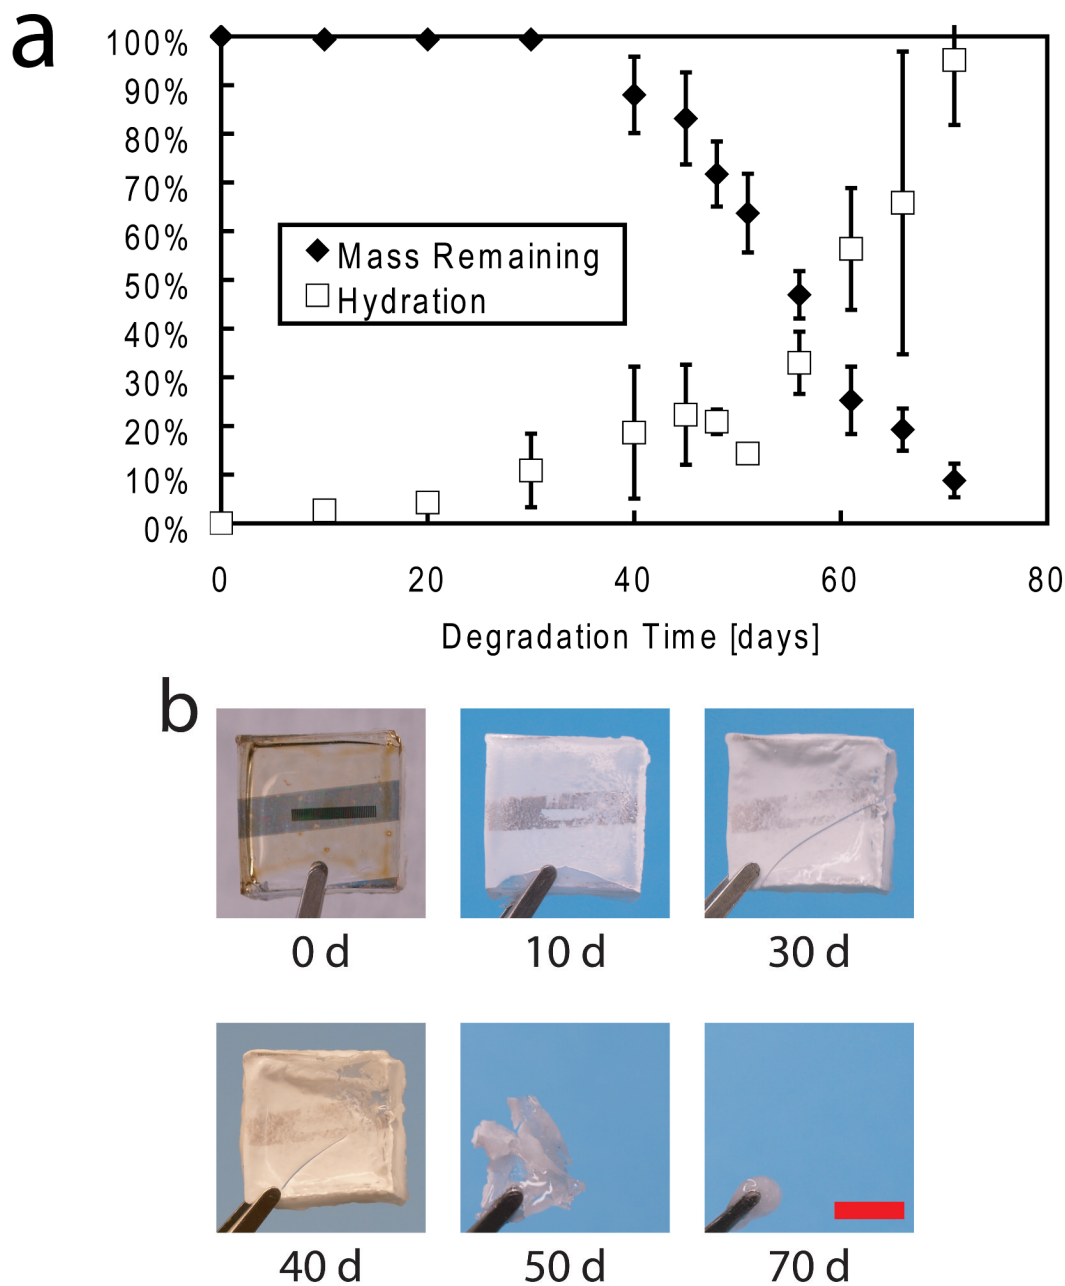 a
100%
90%
80%
70%
60%
50%
40%
30%
20%
10%
0%
Mass Remaining
Hydration
0 20 40 60 80
Degradation Time [days]
b
0 d 10 d 30 d
40 d 50 d 70 d